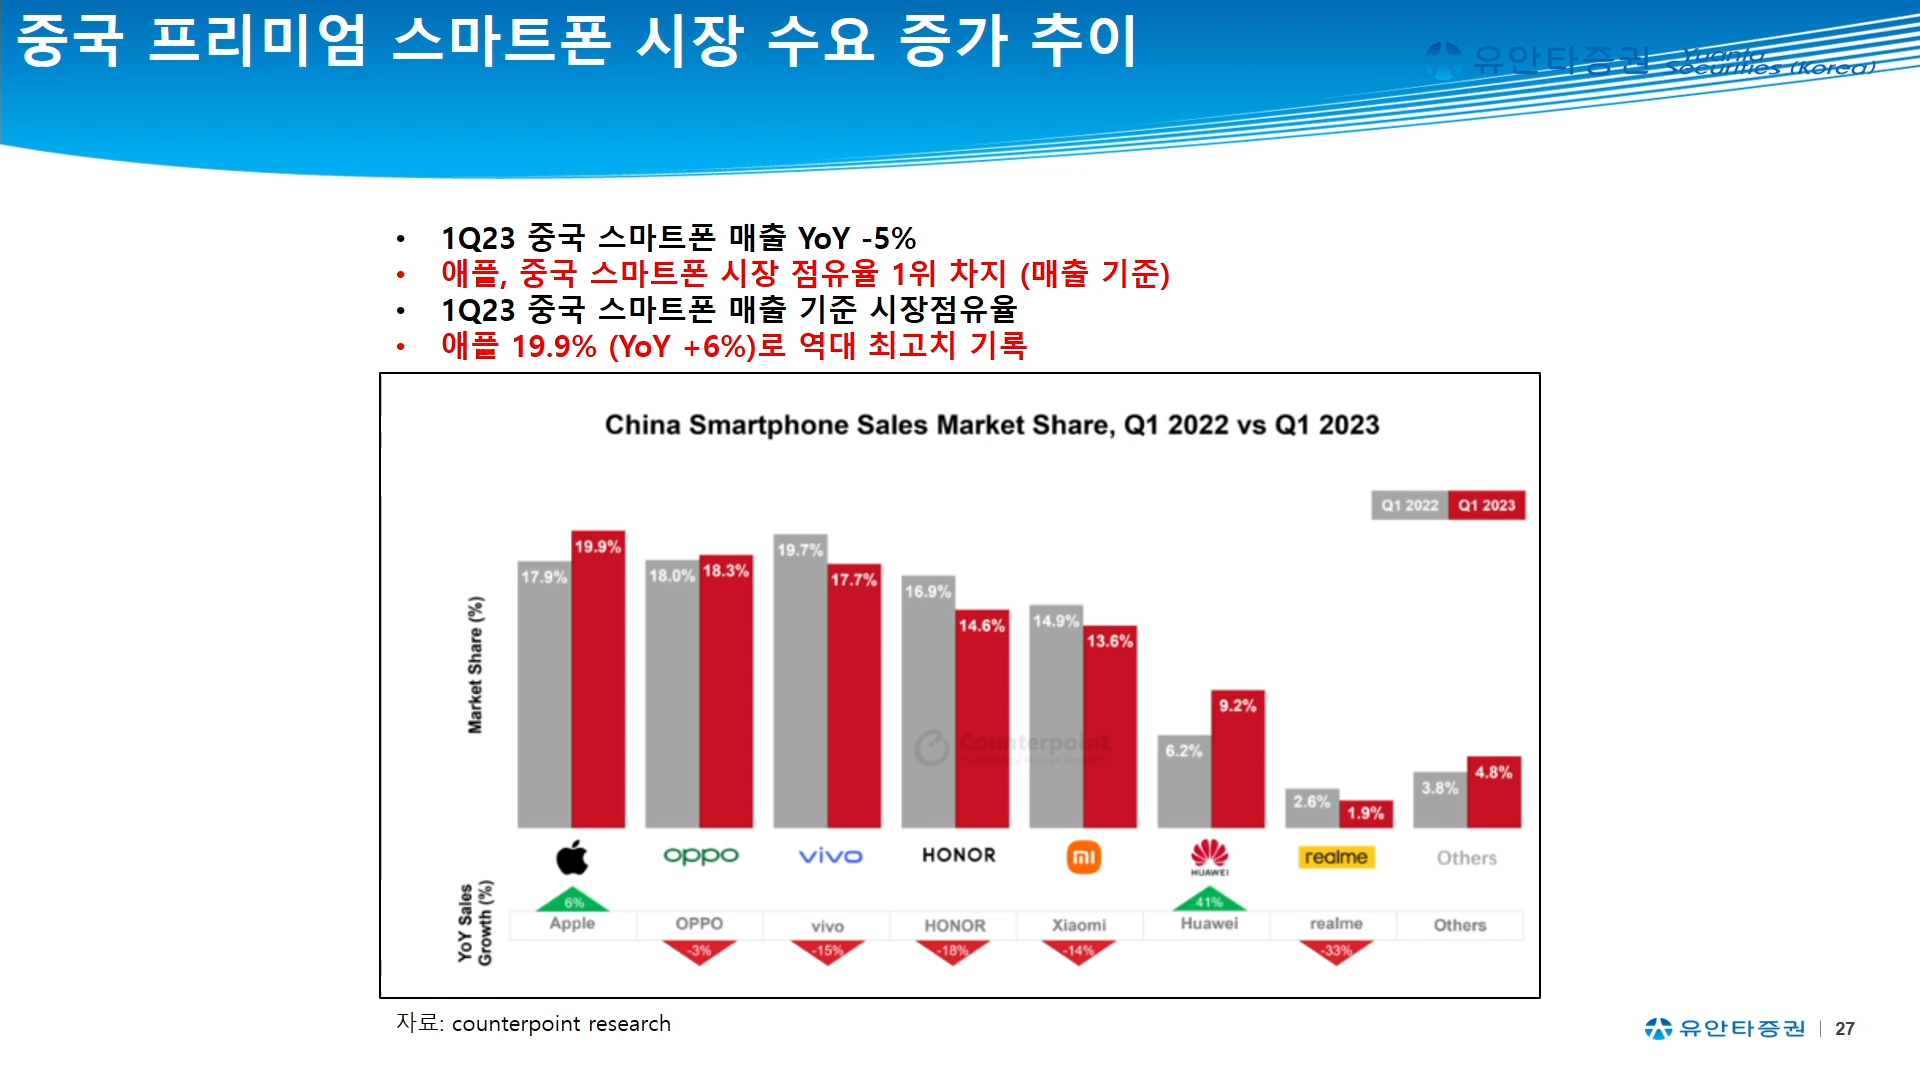 중국 프리미엄 스마트폰 시장 수요 증가 추이
유안타증권 Yuanta Securities (Korea)
• 1Q23 중국 스마트폰 매출 YoY -5%
• 애플, 중국 스마트폰 시장 점유율 1위 차지 (매출 기준)
• 1Q23 중국 스마트폰 매출 기준 시장점유율
• 애플 19.9% (YoY +6%)로 역대 최고치 기록
China Smartphone Sales Market Share, Q1 2022 vs Q1 2023
Q1 2022 Q1 2023
Market Share (%)
17.9% 19.9% 18.0% 18.3% 19.7% 17.7% 16.9% 14.6% 14.9% 13.6% 6.2% 9.2% 2.6% 1.9% 3.8% 4.8%
Counterpoint
oppo vivo HONOR mi HUAWEI realme Others
YoY Sales Growth (%)
6% 41%
Apple OPPO vivo HONOR Xiaomi Huawei realme Others
-3% -15% -18% -14% -33%
자료: counterpoint research
유안타증권 | 27